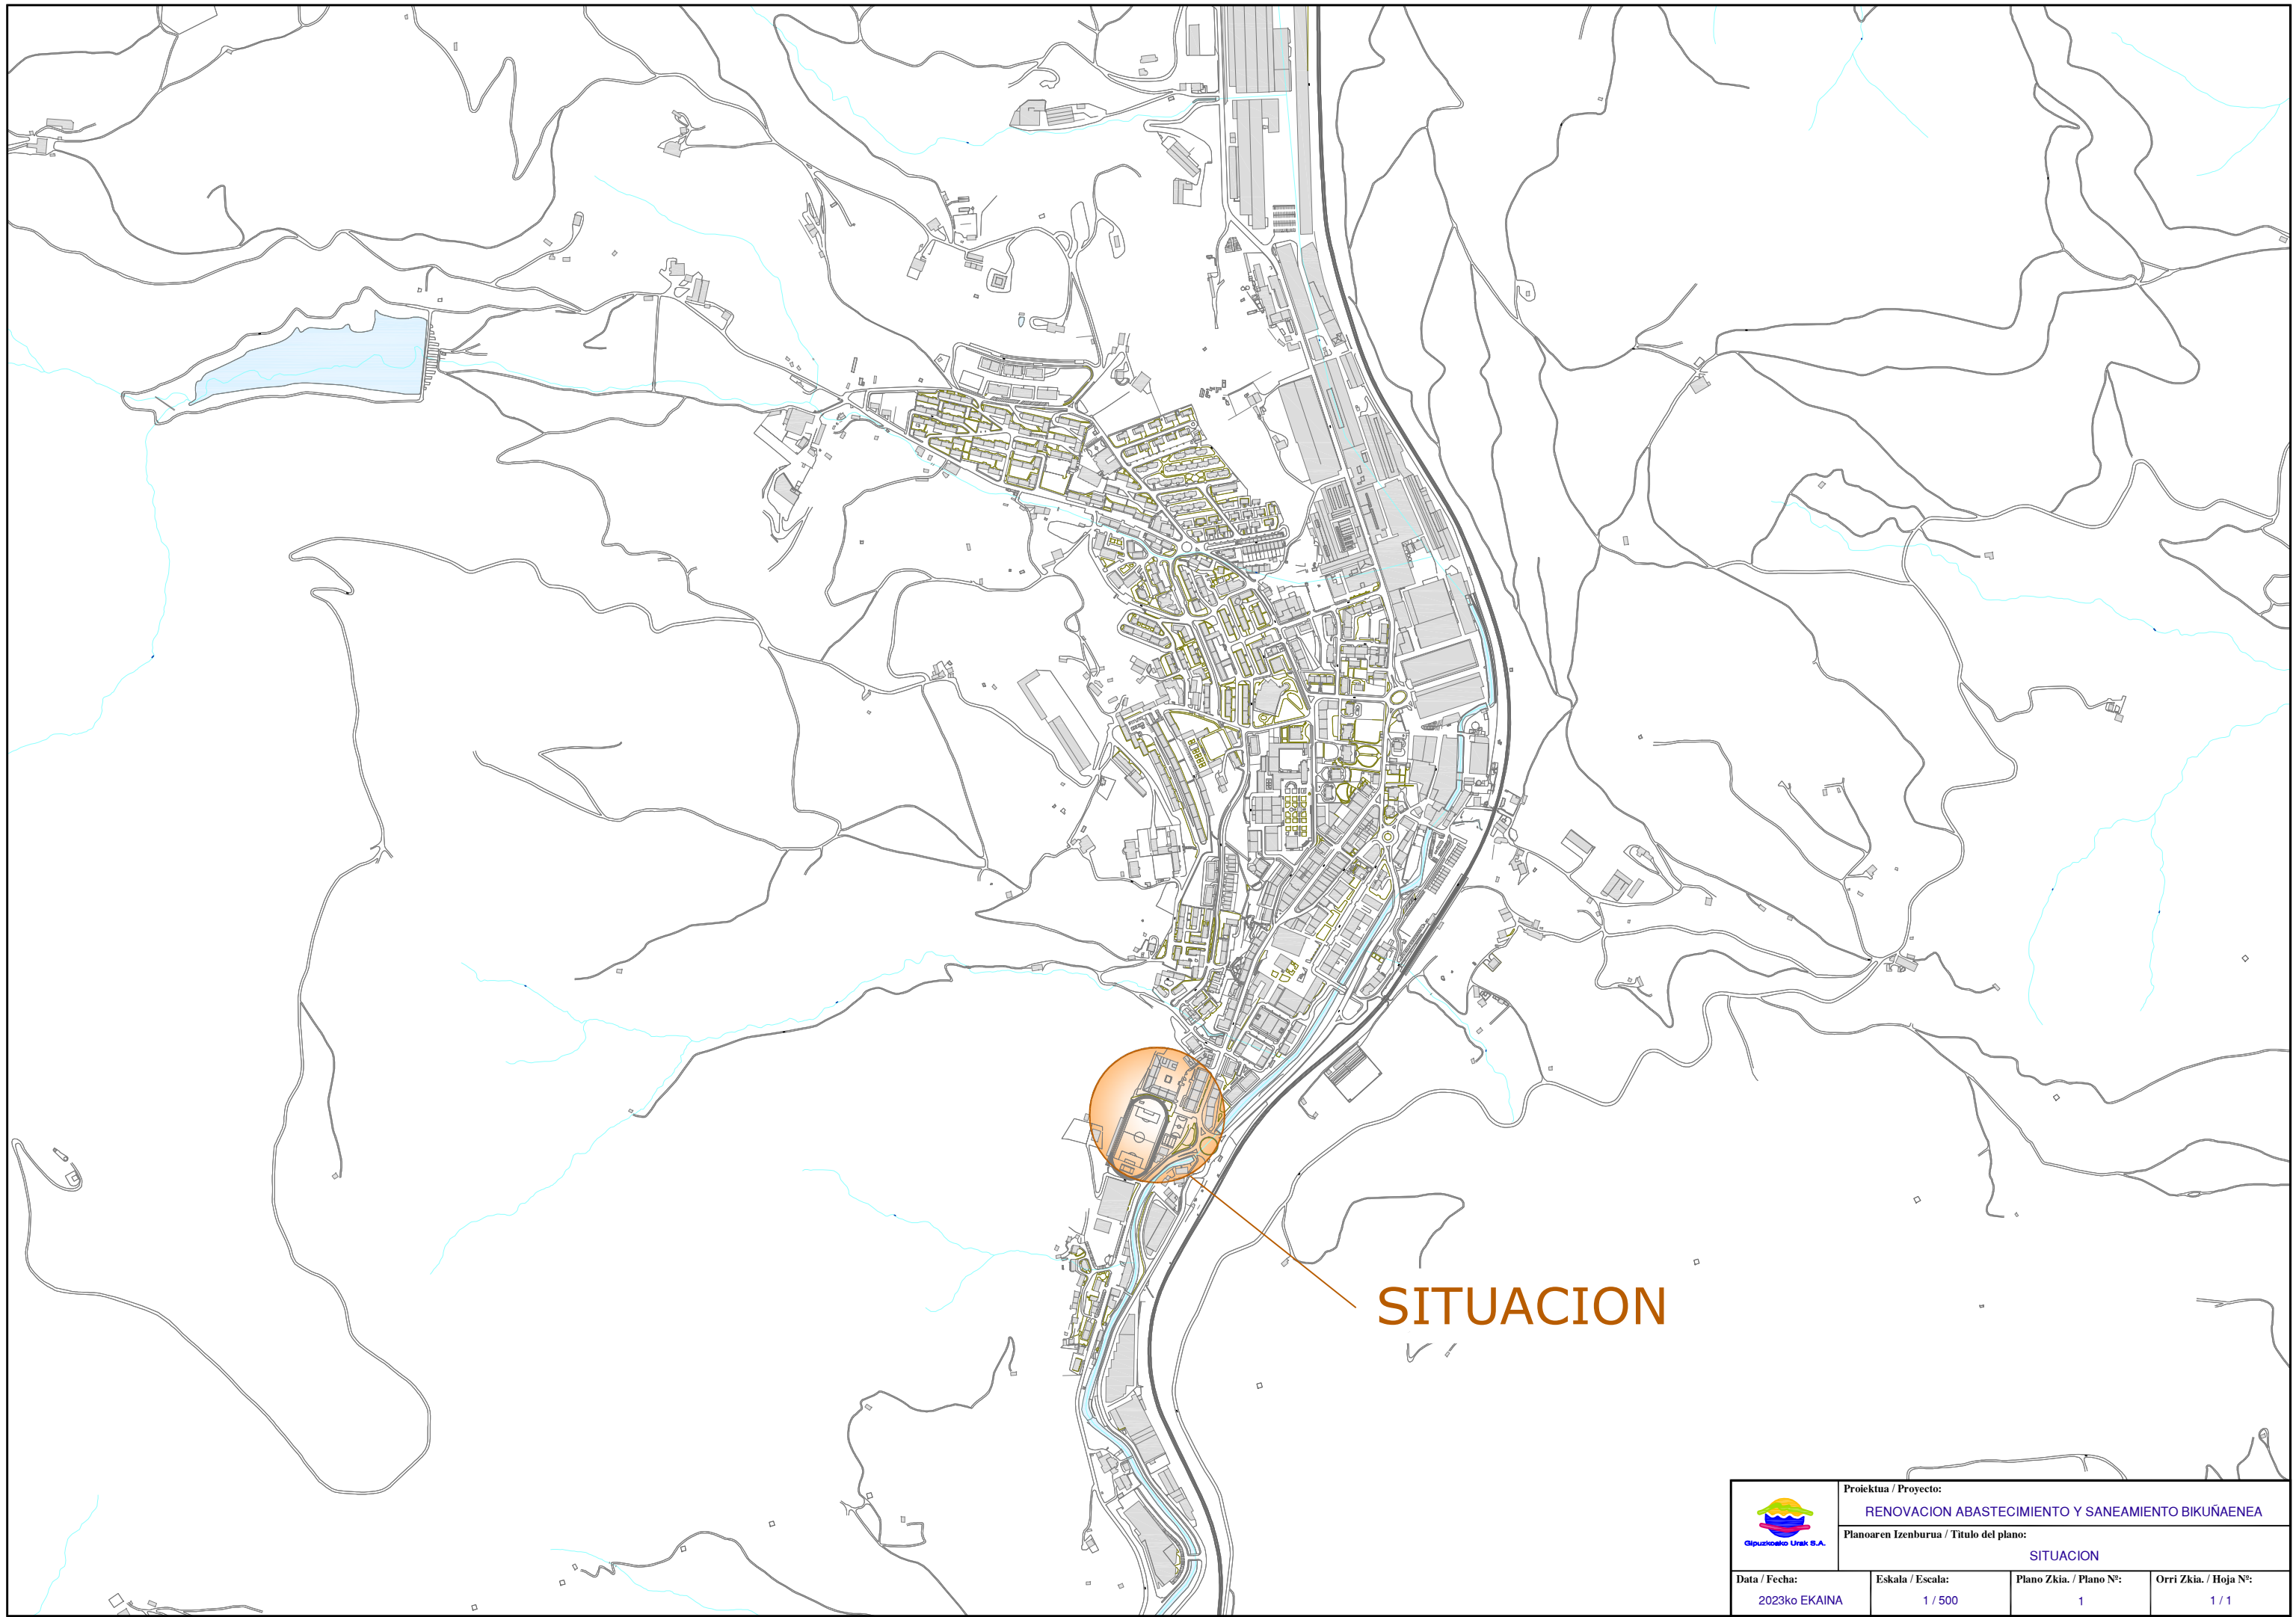 SITUACION
Proiektua / Proyecto:
RENOVACION ABASTECIMIENTO Y SANEAMIENTO BIKUÑAENEA
Planoaren Izenburua / Titulo del plano:
SITUACION
Gipuzkoako Urak S.A.
Data / Fecha:
2023ko EKAINA
Eskala / Escala:
1 / 500
Plano Zkia. / Plano Nº:
1
Orri Zkia. / Hoja Nº:
1 / 1